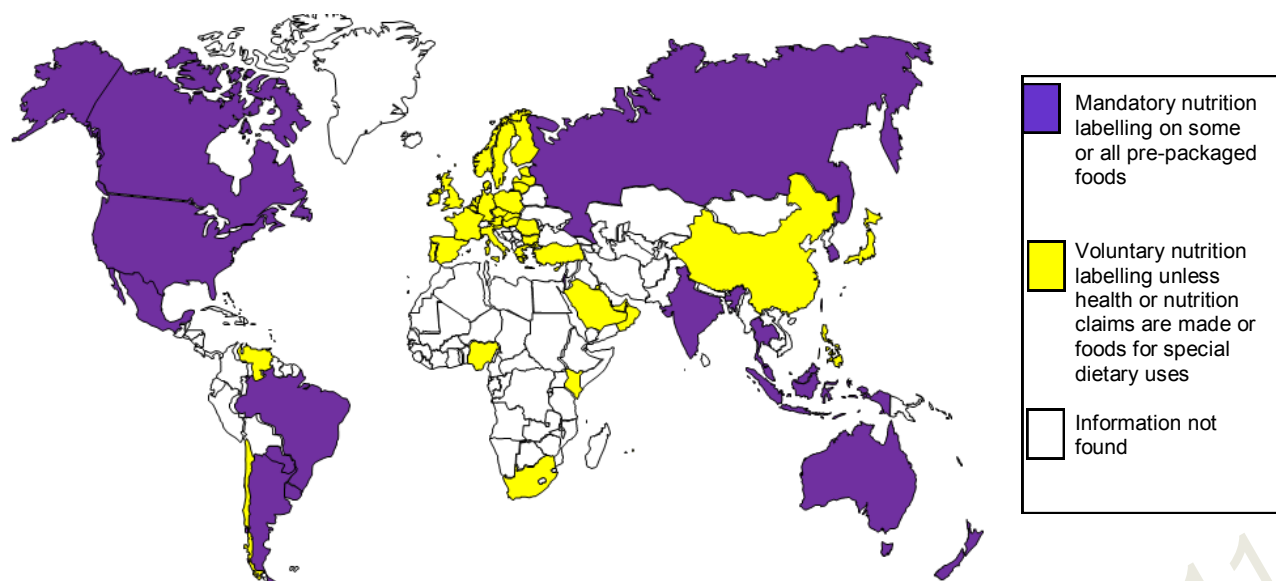 Mandatory nutrition
labelling on some
or all pre-packaged
foods
Voluntary nutrition
labelling unless
health or nutrition
claims are made or
foods for special
dietary uses
Information not
found